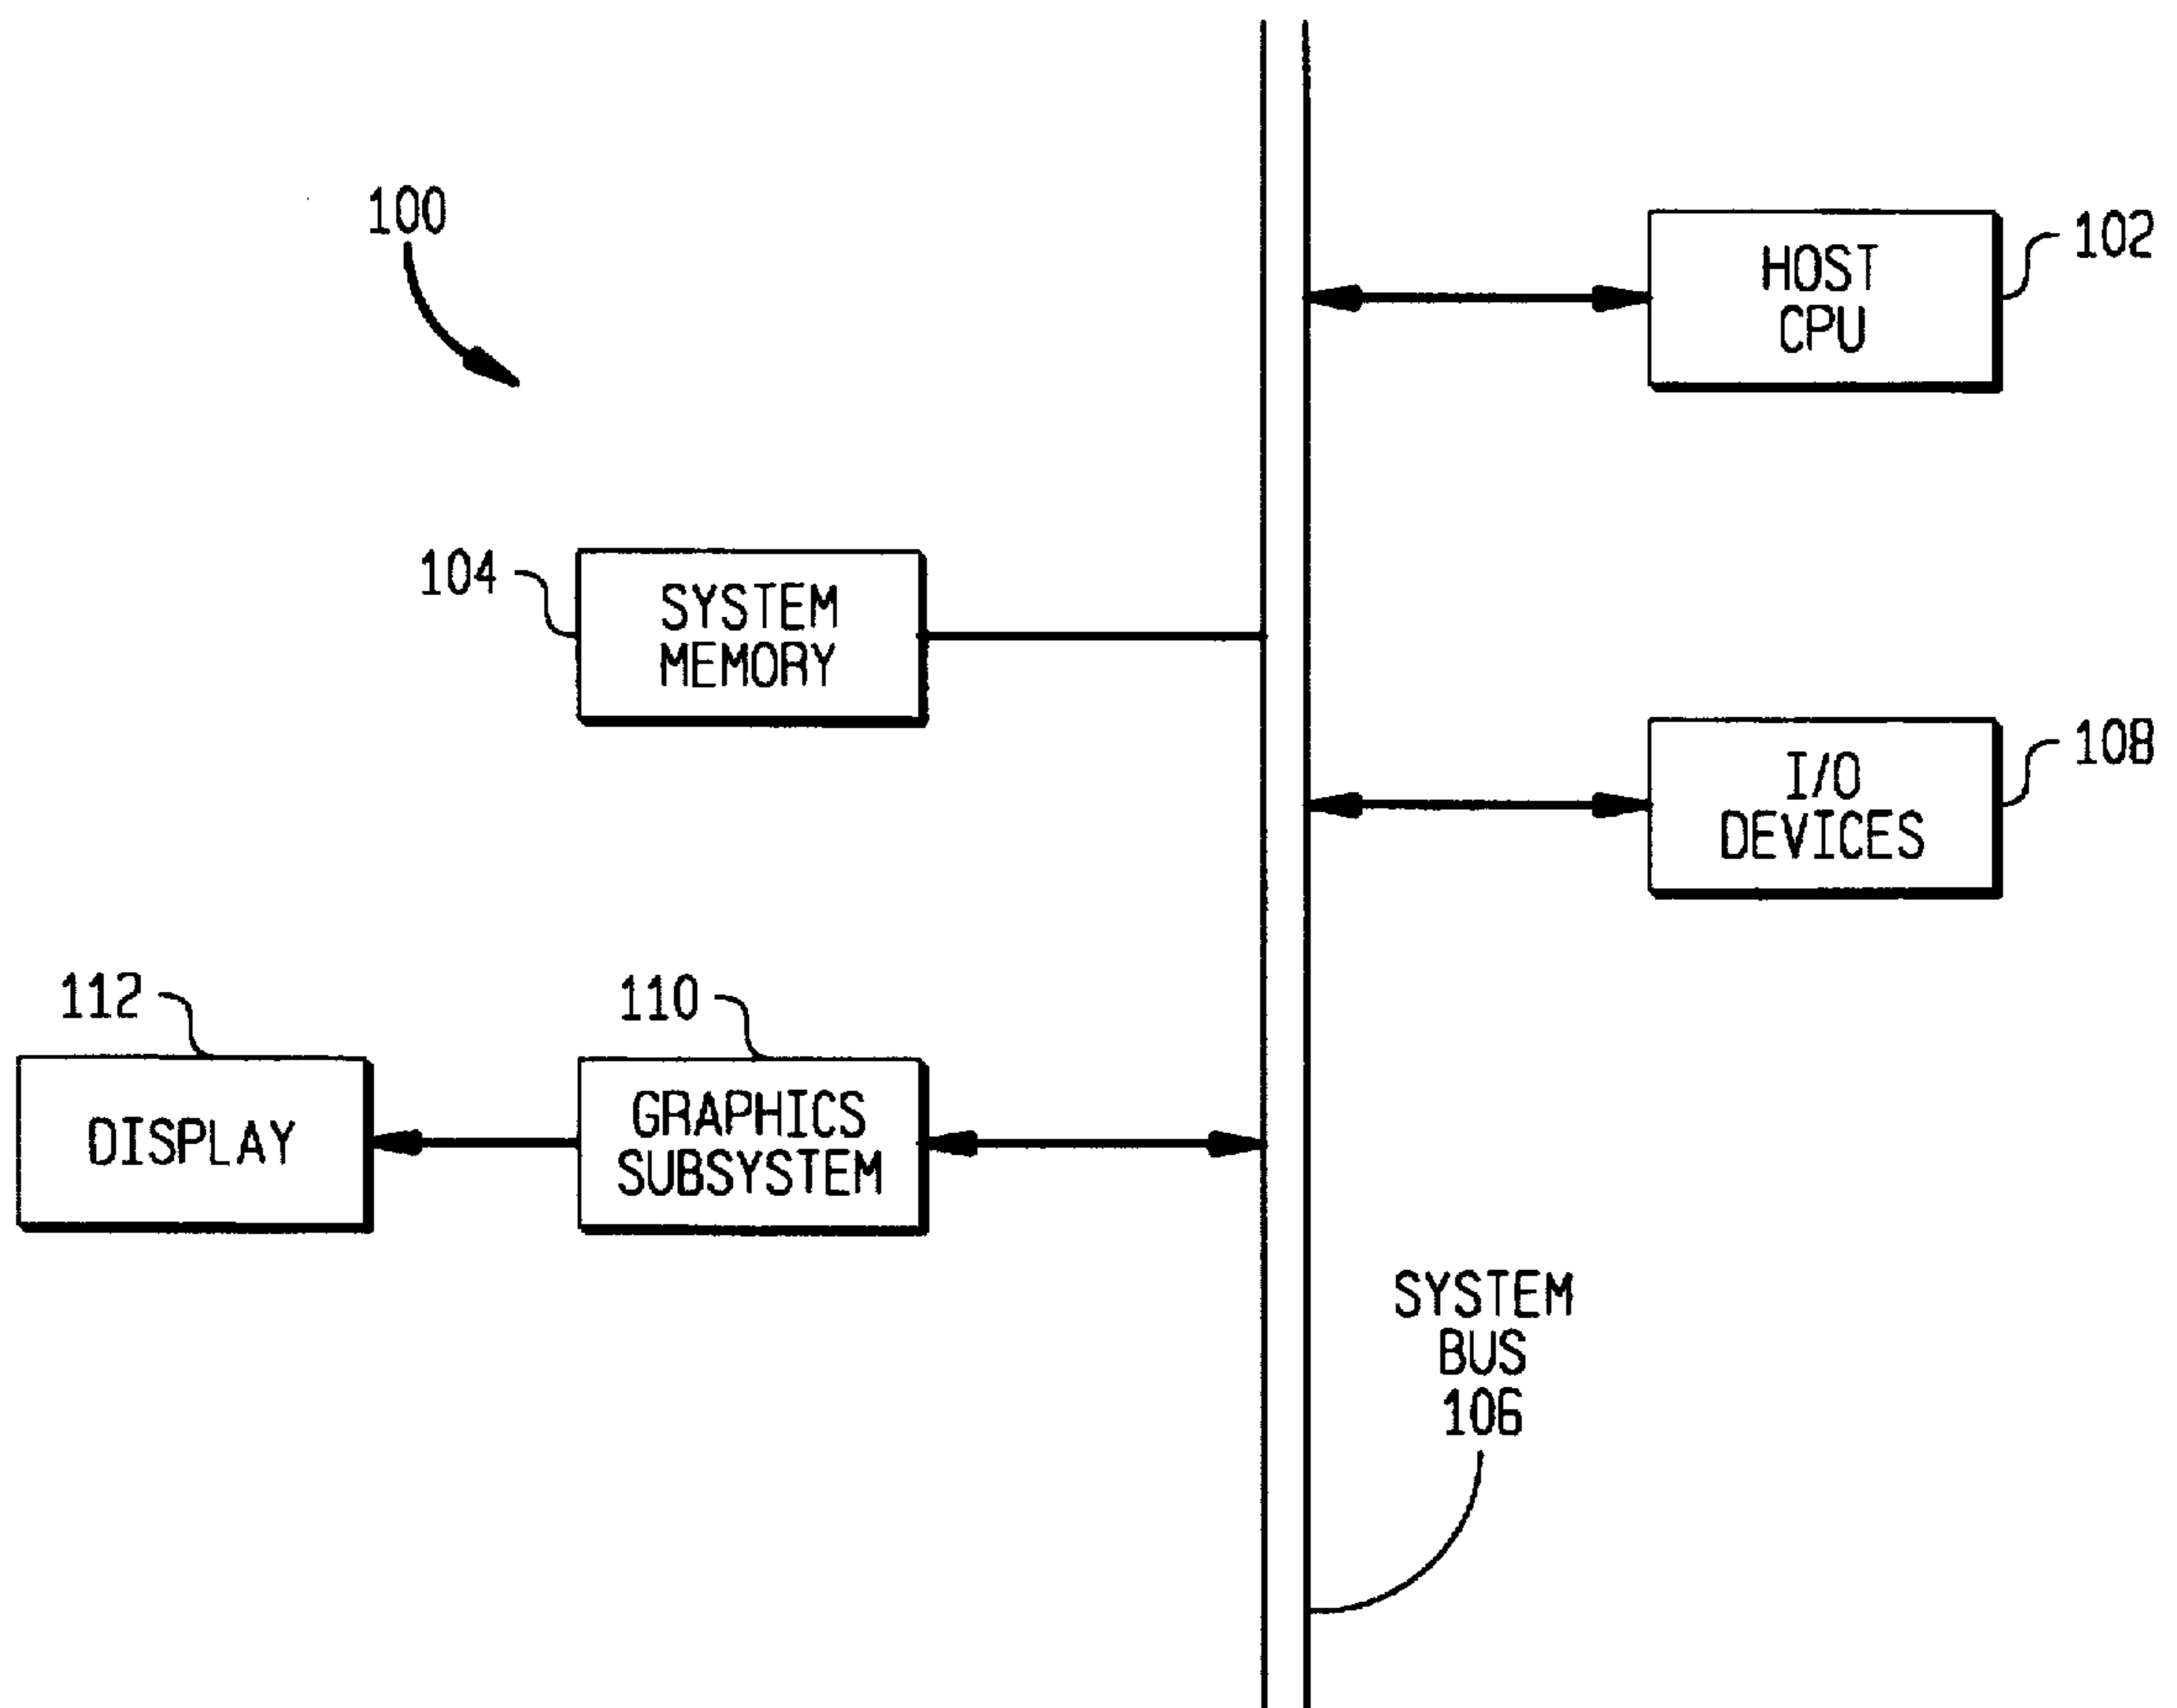 100
HOST
CPU
102
104
SYSTEM
MEMORY
I/O
DEVICES
108
112
110
DISPLAY
GRAPHICS
SUBSYSTEM
SYSTEM
BUS
106